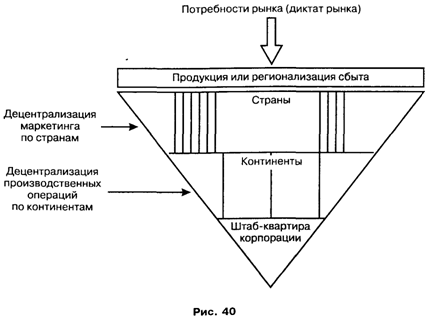 Потребности рынка (диктат рынка)
Продукция или регионализация сбыта
Страны
Децентрализация
маркетинга
по странам
Континенты
Децентрализация
производственных
операций
по континентам
Штаб-квартира
корпорации
Рис. 40